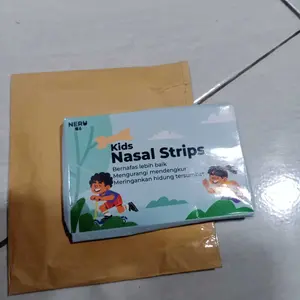 NERU
Kids
Nasal Strips
Bernafas lebih baik
Mengurangi mendengkur
Meringankan hidung tersumbat